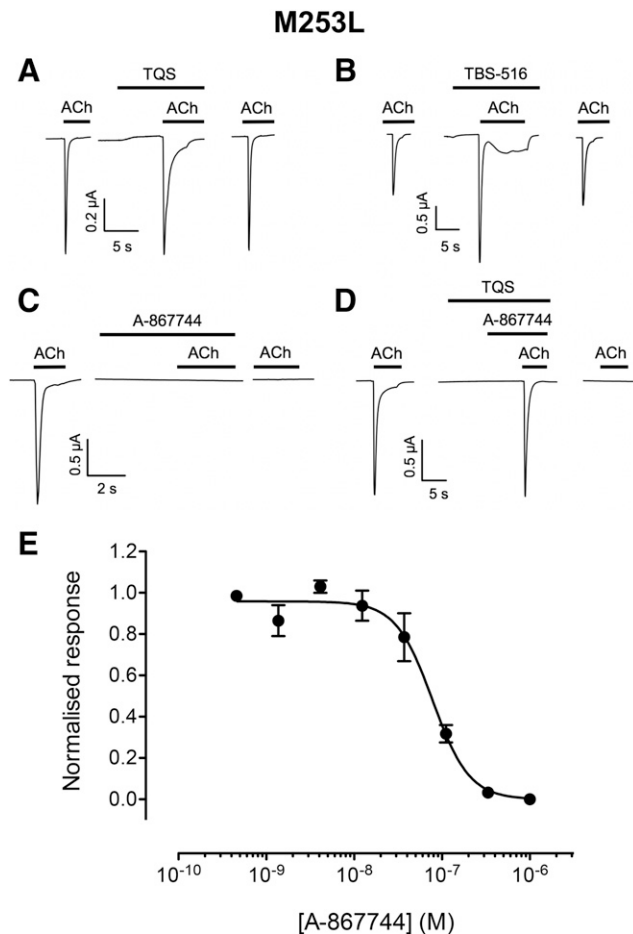 M253L
A
TQS
ACh
ACh
ACh
0.2 µA
5 s
B
TBS-516
ACh
ACh
ACh
0.5 µA
5 s
C
A-867744
ACh
ACh
ACh
0.5 µA
2 s
D
TQS
A-867744
ACh
ACh
ACh
0.5 µA
5 s
E
Normalised response
1.2
1.0
0.8
0.6
0.4
0.2
0.0
10⁻¹⁰ 10⁻⁹ 10⁻⁸ 10⁻⁷ 10⁻⁶
[A-867744] (M)